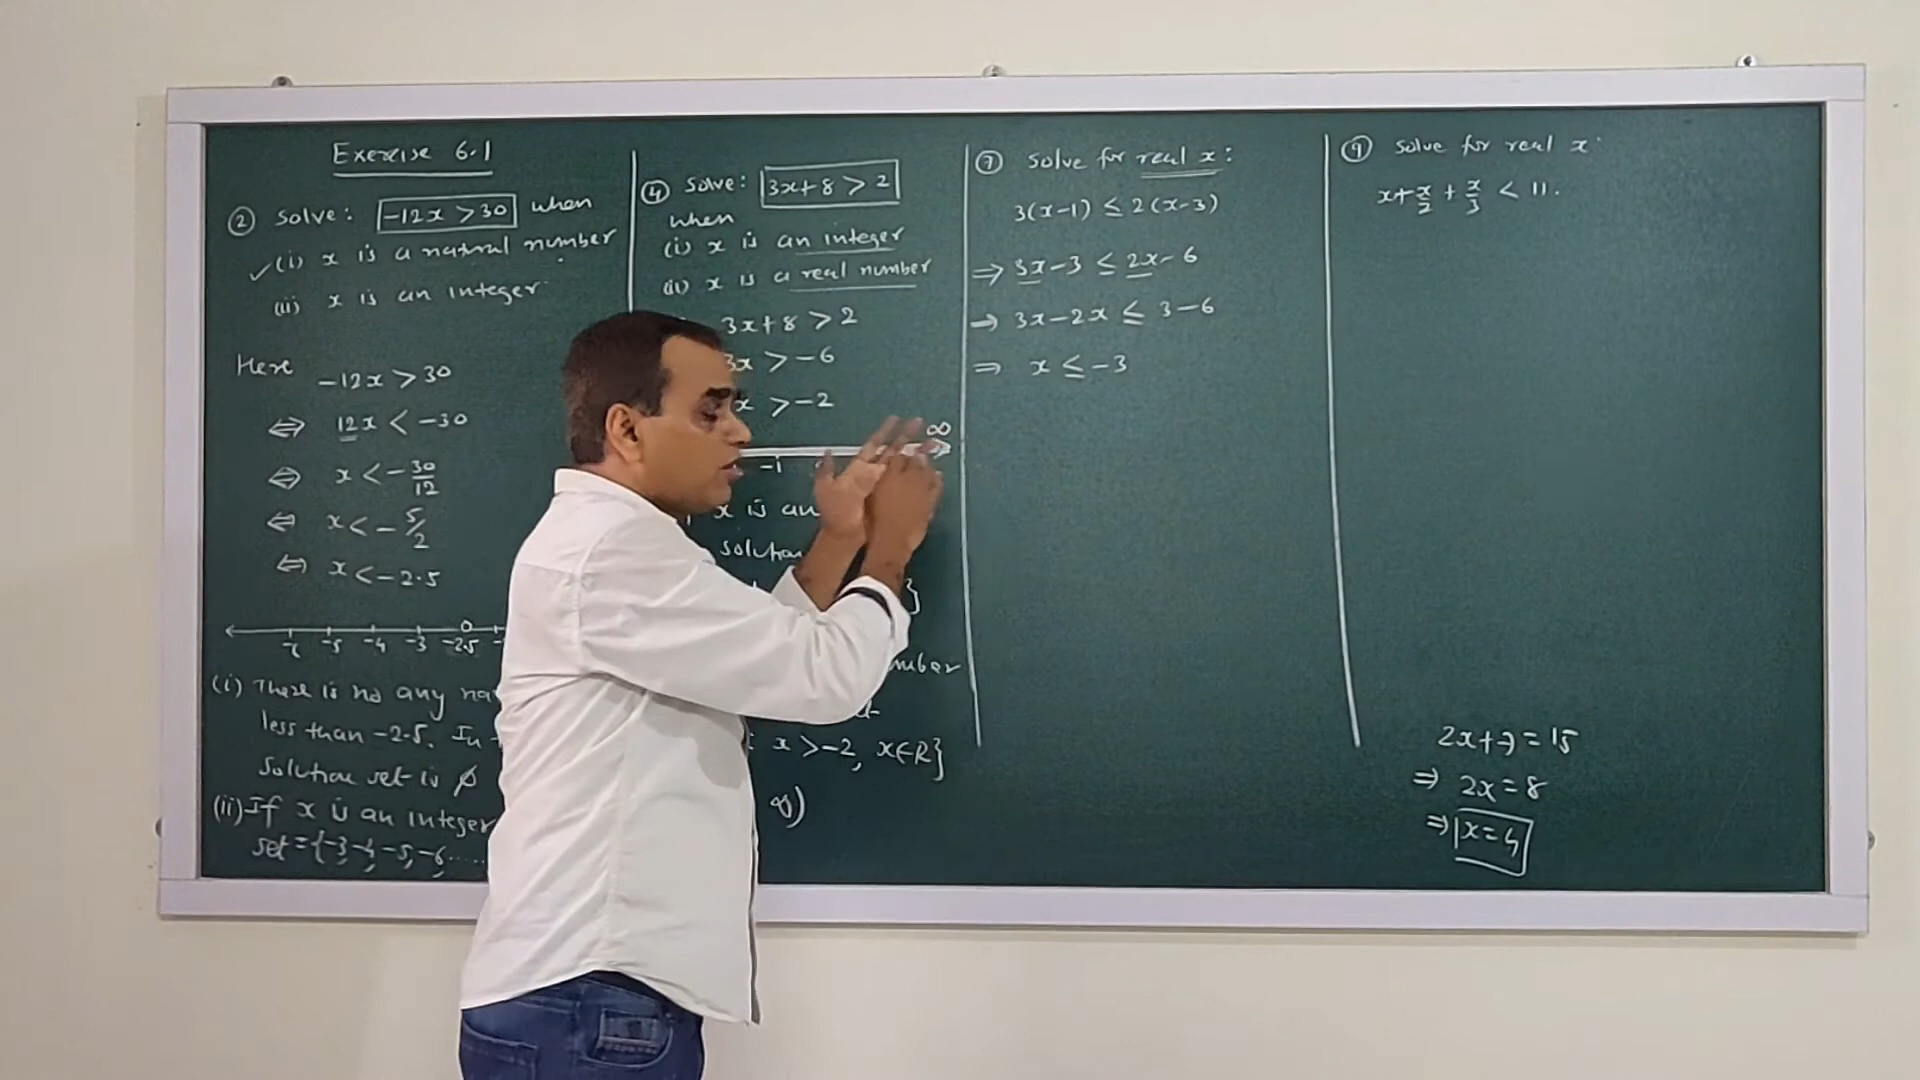 Exercise 6.1
② Solve: -12x > 30 when
✓(i) x is a natural number
(ii) x is an integer
Here -12x > 30
⇔ 12x < -30
⇔ x < -30/12
⇔ x < -5/2
⇔ x < -2.5
-5 -4 -3 -2.5
(i) There is no any
less than -2.5. In
Solution set is ϕ
(ii) If x is an integer
set = {-3, -4, -5, -6, .....
④ Solve: 3x+8 > 2
when
(i) x is an integer
(ii) x is a real number
3x+8 > 2
3x > -6
x > -2
∞
-1
x is an
solution
}
x > -2, x∈R}
⑦ Solve for real x:
3(x-1) ≤ 2(x-3)
⇒ 3x-3 ≤ 2x-6
⇒ 3x-2x ≤ 3-6
⇒ x ≤ -3
⑨ Solve for real x
x + x/2 + x/3 < 11.
2x+7 = 15
⇒ 2x = 8
⇒ x = 4